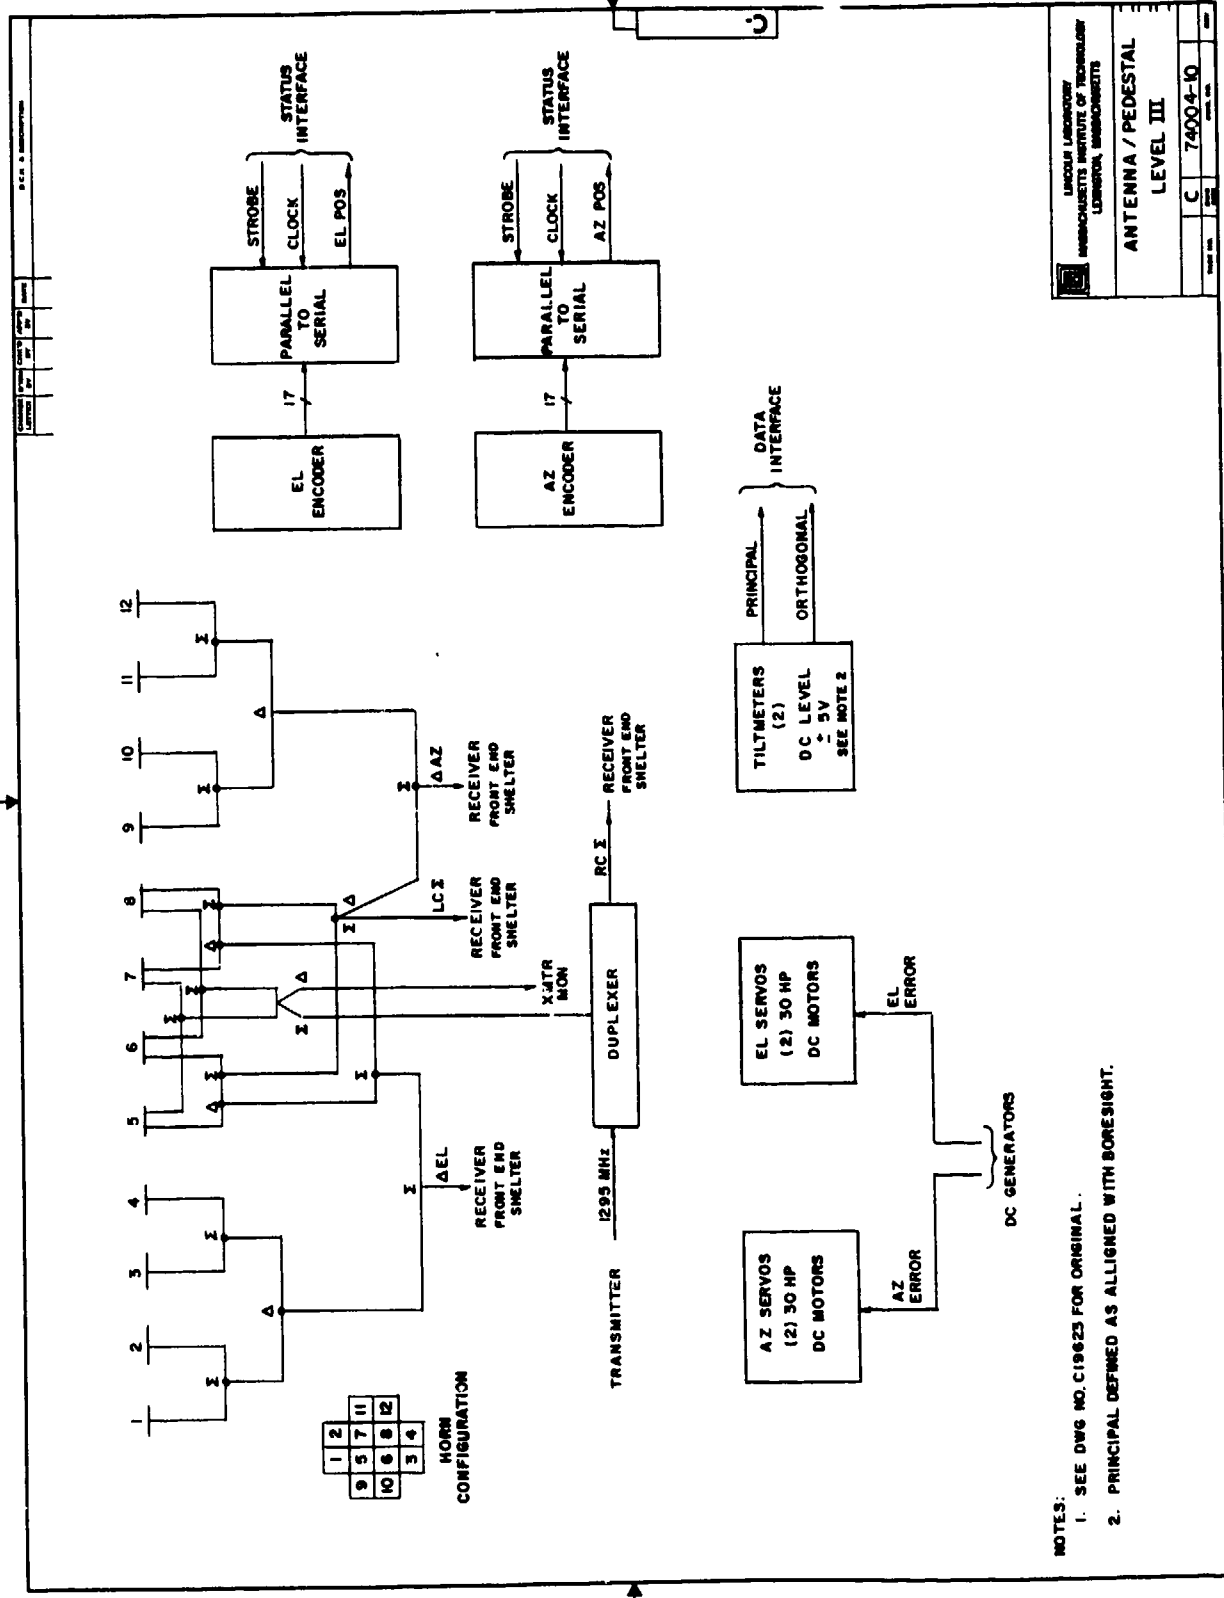 1 2 3 4 5 6 7 8 9 10 11 12
Σ Σ Σ Σ
Δ Δ
Δ Σ Σ Σ Δ Σ
Σ Δ
Σ Δ
Σ Σ Σ
ΔEL
RECEIVER
FRONT END
SHELTER
XMTR
MON
LC Σ
RECEIVER
FRONT END
SHELTER
Δ AZ
RECEIVER
FRONT END
SHELTER
1 2
9 5 7 11
10 6 8 12
3 4
HORN
CONFIGURATION
TRANSMITTER
1295 MHz
DUPLEXER
RC Σ
RECEIVER
FRONT END
SHELTER
EL
ENCODER
17
PARALLEL
TO
SERIAL
STROBE
CLOCK
EL POS
STATUS
INTERFACE
AZ
ENCODER
17
PARALLEL
TO
SERIAL
STROBE
CLOCK
AZ POS
STATUS
INTERFACE
AZ SERVOS
(2) 30 HP
DC MOTORS
AZ
ERROR
EL SERVOS
(2) 30 HP
DC MOTORS
EL
ERROR
DC GENERATORS
TILTMETERS
(2)
DC LEVEL
± 5V
SEE NOTE 2
PRINCIPAL
ORTHOGONAL
DATA
INTERFACE
NOTES:
1. SEE DWG NO. C19623 FOR ORIGINAL.
2. PRINCIPAL DEFINED AS ALLIGNED WITH BORESIGHT.
LINCOLN LABORATORY
MASSACHUSETTS INSTITUTE OF TECHNOLOGY
LEXINGTON, MASSACHUSETTS
ANTENNA / PEDESTAL
LEVEL III
C 74004-10